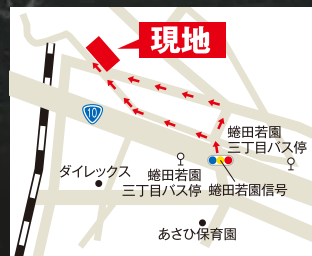 現地
10
蜷田若園
三丁目バス停
ダイレックス
蜷田若園
三丁目バス停
蜷田若園信号
あさひ保育園